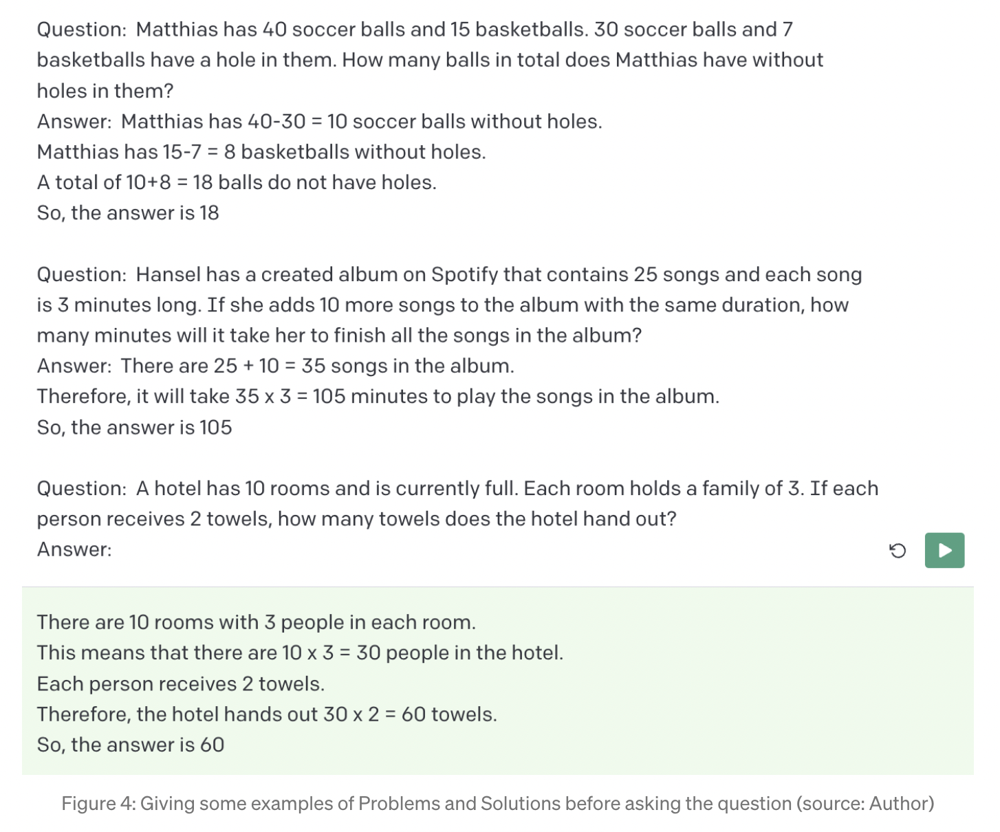 Question:  Matthias has 40 soccer balls and 15 basketballs. 30 soccer balls and 7
basketballs have a hole in them. How many balls in total does Matthias have without
holes in them?
Answer:  Matthias has 40-30 = 10 soccer balls without holes.
Matthias has 15-7 = 8 basketballs without holes.
A total of 10+8 = 18 balls do not have holes.
So, the answer is 18
Question:  Hansel has a created album on Spotify that contains 25 songs and each song
is 3 minutes long. If she adds 10 more songs to the album with the same duration, how
many minutes will it take her to finish all the songs in the album?
Answer:  There are 25 + 10 = 35 songs in the album.
Therefore, it will take 35 x 3 = 105 minutes to play the songs in the album.
So, the answer is 105
Question:  A hotel has 10 rooms and is currently full. Each room holds a family of 3. If each
person receives 2 towels, how many towels does the hotel hand out?
Answer:
There are 10 rooms with 3 people in each room.
This means that there are 10 x 3 = 30 people in the hotel.
Each person receives 2 towels.
Therefore, the hotel hands out 30 x 2 = 60 towels.
So, the answer is 60
Figure 4: Giving some examples of Problems and Solutions before asking the question (source: Author)